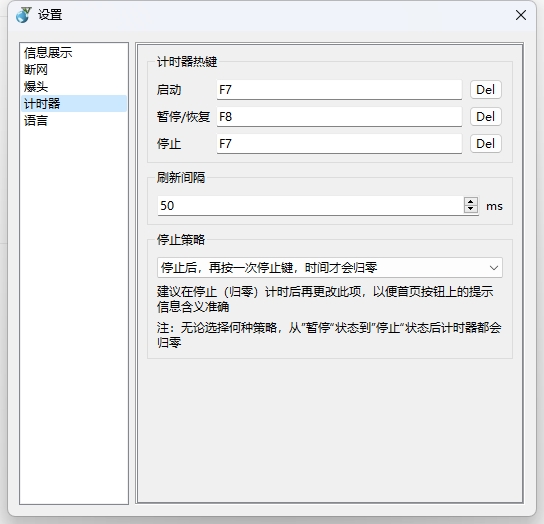 设置
信息展示
断网
爆头
计时器
语言
计时器热键
启动 F7 Del
暂停/恢复 F8 Del
停止 F7 Del
刷新间隔
50 ms
停止策略
停止后，再按一次停止键，时间才会归零
建议在停止（归零）计时后再更改此项，以便首页按钮上的提示
信息含义准确
注：无论选择何种策略，从"暂停"状态到"停止"状态后计时器都会
归零